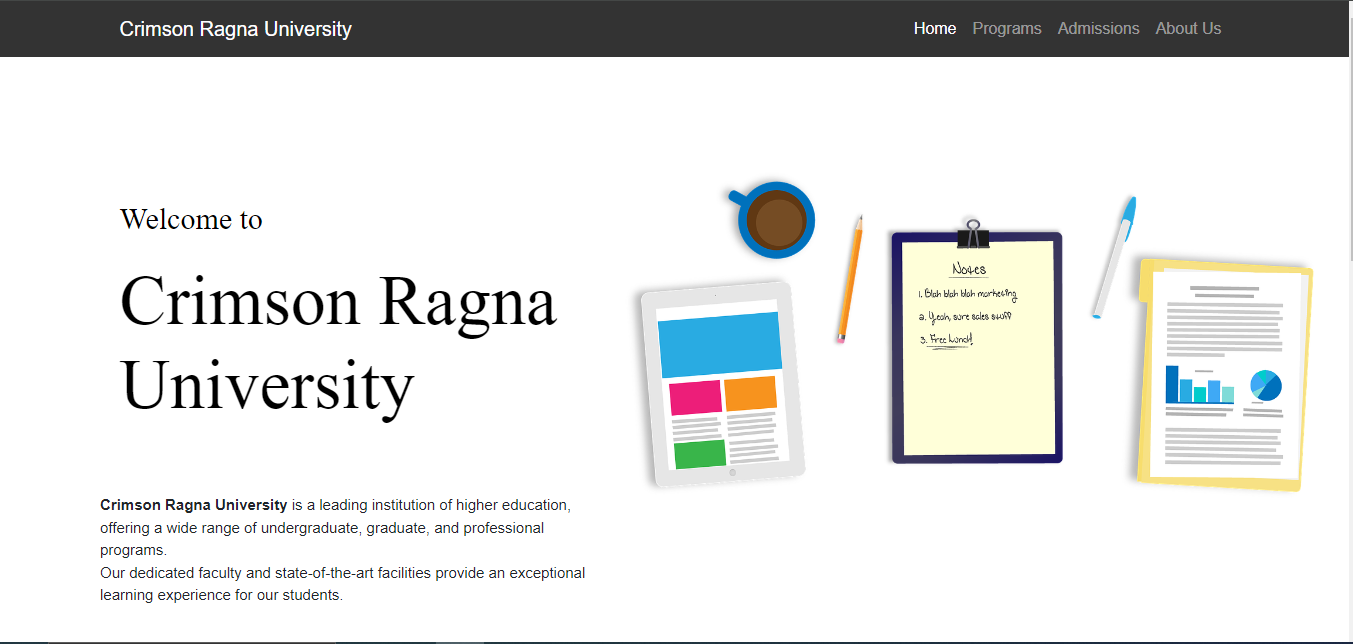 Crimson Ragna University
Home Programs Admissions About Us
Welcome to
Crimson Ragna
University
Notes
1. Blah blah blah marketing
2. Yeah, sure sales stuff
3. Free lunch!
Crimson Ragna University is a leading institution of higher education,
offering a wide range of undergraduate, graduate, and professional
programs.
Our dedicated faculty and state-of-the-art facilities provide an exceptional
learning experience for our students.